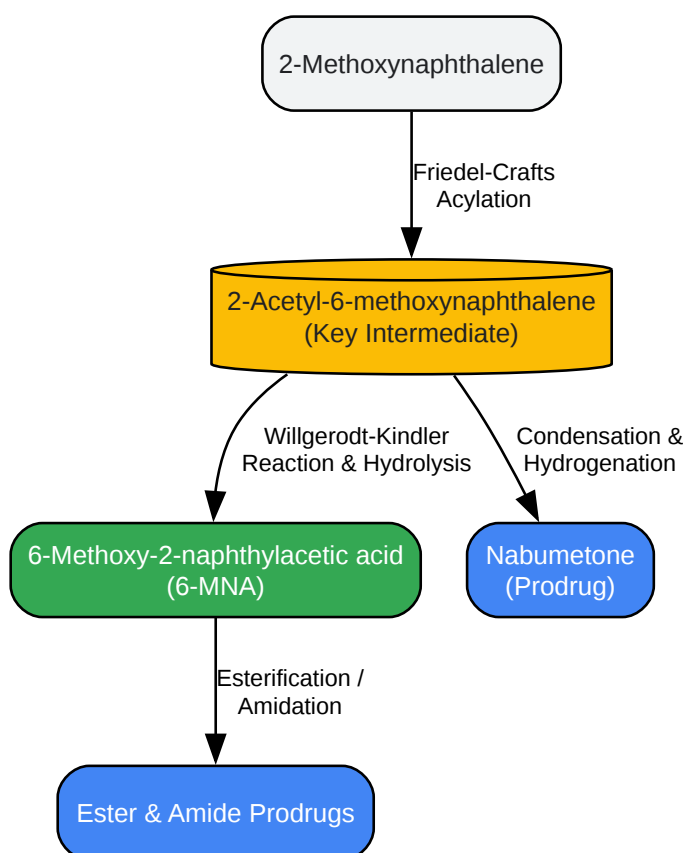 2-Methoxynaphthalene
Friedel-Crafts
Acylation
2-Acetyl-6-methoxynaphthalene
(Key Intermediate)
Willgerodt-Kindler
Reaction & Hydrolysis
Condensation &
Hydrogenation
6-Methoxy-2-naphthylacetic acid
(6-MNA)
Nabumetone
(Prodrug)
Esterification /
Amidation
Ester & Amide Prodrugs